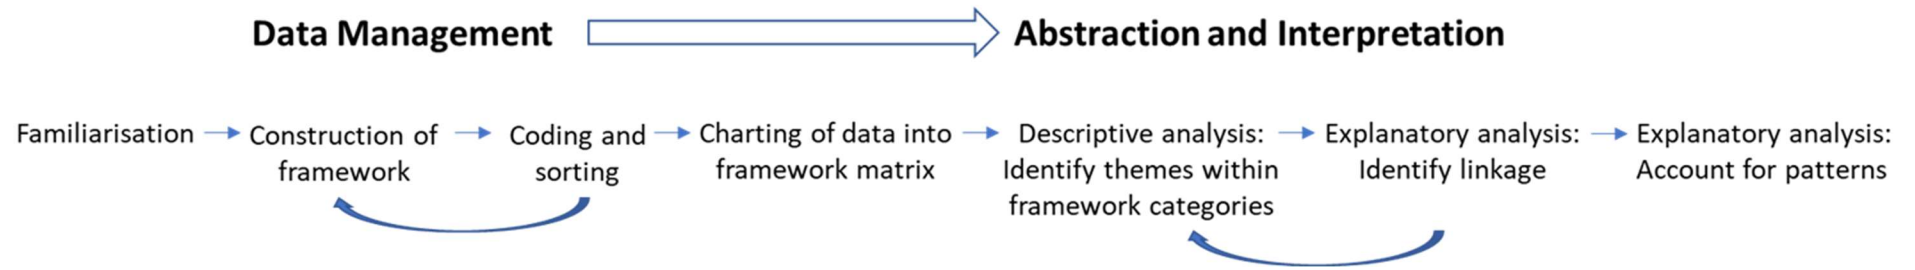 Data Management
Abstraction and Interpretation
Familiarisation
Construction of
framework
Coding and
sorting
Charting of data into
framework matrix
Descriptive analysis:
Identify themes within
framework categories
Explanatory analysis:
Identify linkage
Explanatory analysis:
Account for patterns